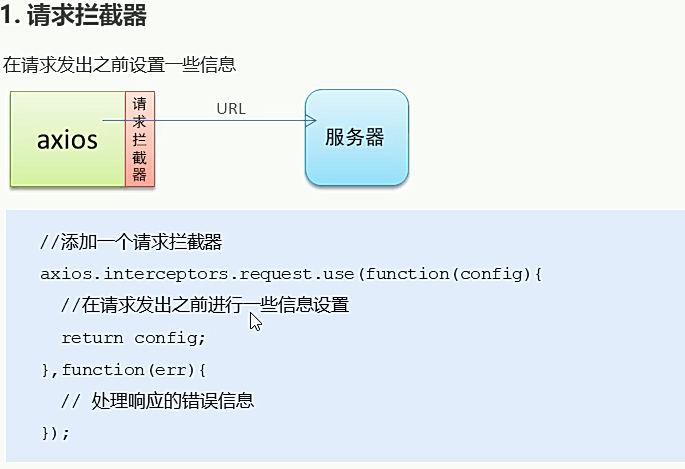 1. 请求拦截器
在请求发出之前设置一些信息
axios
请求拦截器
URL
服务器
//添加一个请求拦截器
axios.interceptors.request.use(function(config){
//在请求发出之前进行一些信息设置
return config;
},function(err){
// 处理响应的错误信息
});